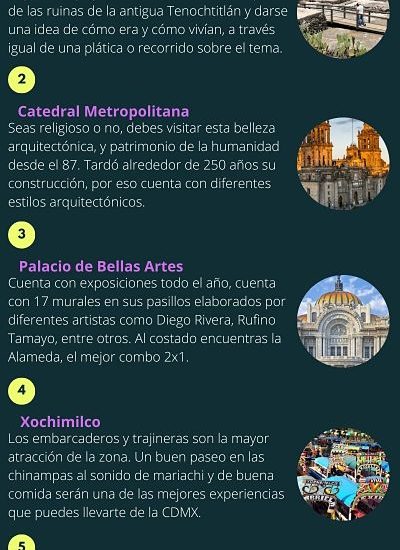 de las ruinas de la antigua Tenochtitlán y darse
una idea de cómo era y cómo vivían, a través
igual de una plática o recorrido sobre el tema.
2
Catedral Metropolitana
Seas religioso o no, debes visitar esta belleza
arquitectónica, y patrimonio de la humanidad
desde el 87. Tardó alrededor de 250 años su
construcción, por eso cuenta con diferentes
estilos arquitectónicos.
3
Palacio de Bellas Artes
Cuenta con exposiciones todo el año, cuenta
con 17 murales en sus pasillos elaborados por
diferentes artistas como Diego Rivera, Rufino
Tamayo, entre otros. Al costado encuentras la
Alameda, el mejor combo 2x1.
4
Xochimilco
Los embarcaderos y trajineras son la mayor
atracción de la zona. Un buen paseo en las
chinampas al sonido de mariachi y de buena
comida serán una de las mejores experiencias
que puedes llevarte de la CDMX.
5